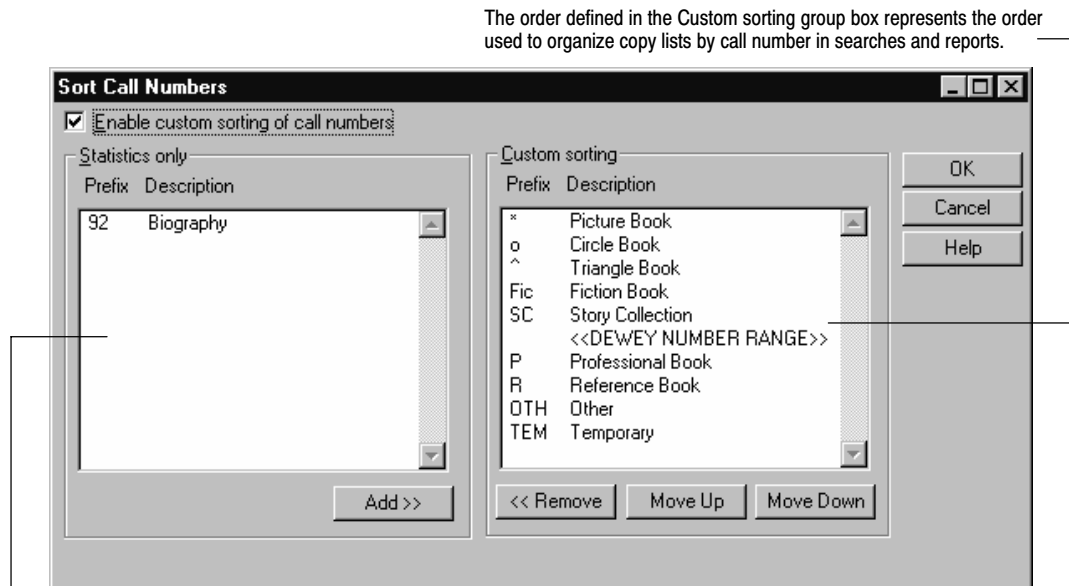 The order defined in the Custom sorting group box represents the order
used to organize copy lists by call number in searches and reports.
Sort Call Numbers
Enable custom sorting of call numbers
Statistics only
Prefix Description
92 Biography
Add >>
Custom sorting
Prefix Description
* Picture Book
o Circle Book
^ Triangle Book
Fic Fiction Book
SC Story Collection
<<DEWEY NUMBER RANGE>>
P Professional Book
R Reference Book
OTH Other
TEM Temporary
<< Remove Move Up Move Down
OK
Cancel
Help